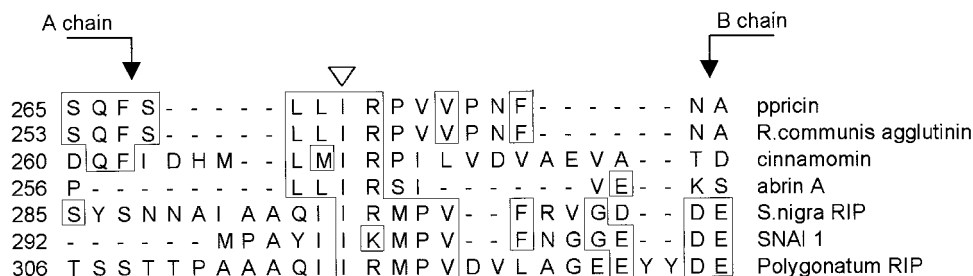 A chain B chain
265 S Q F S - - - - - L L I R P V V P N F - - - - - - N A ppricin
253 S Q F S - - - - - L L I R P V V P N F - - - - - - N A R.communis agglutinin
260 D Q F I D H M - - L M I R P I L V D V A E V A - - T D cinnamomin
256 P - - - - - - - - L L I R S I - - - - - - V E - - K S abrin A
285 S Y S N N A I A A Q I I R M P V - - F R V G D - - D E S.nigra RIP
292 - - - - - - M P A Y I I K M P V - - F N G G E - - D E SNAI 1
306 T S S T T P A A A Q I I R M P V D V L A G E E Y Y D E Polygonatum RIP